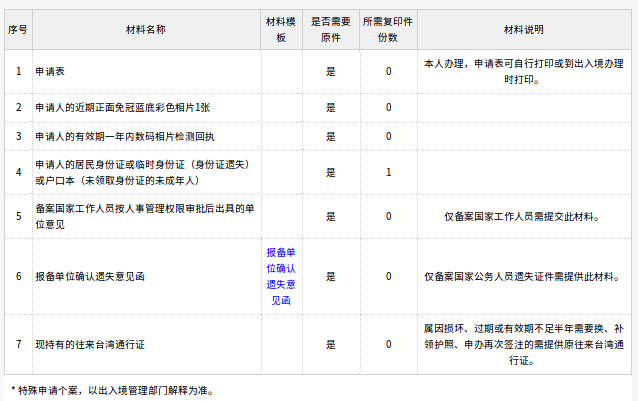 序号 材料名称 材料模板 是否需要原件 所需复印件份数 材料说明
1 申请表 是 0 本人办理，申请表可自行打印或到出入境办理时打印。
2 申请人的近期正面免冠蓝底彩色相片1张 是 0
3 申请人的有效期一年内数码相片检测回执 是 0
4 申请人的居民身份证或临时身份证（身份证遗失）或户口本（未领取身份证的未成年人） 是 1
5 备案国家工作人员按人事管理权限审批后出具的单位意见 是 0 仅备案国家工作人员需提交此材料。
6 报备单位确认遗失意见函 报备单位确认遗失意见函 是 0 仅备案国家公务人员遗失证件需提供此材料。
7 现持有的往来台湾通行证 是 0 属因损坏、过期或有效期不足半年需要换、补领护照、申办再次签注的需提供原往来台湾通行证。
* 特殊申请个案，以出入境管理部门解释为准。